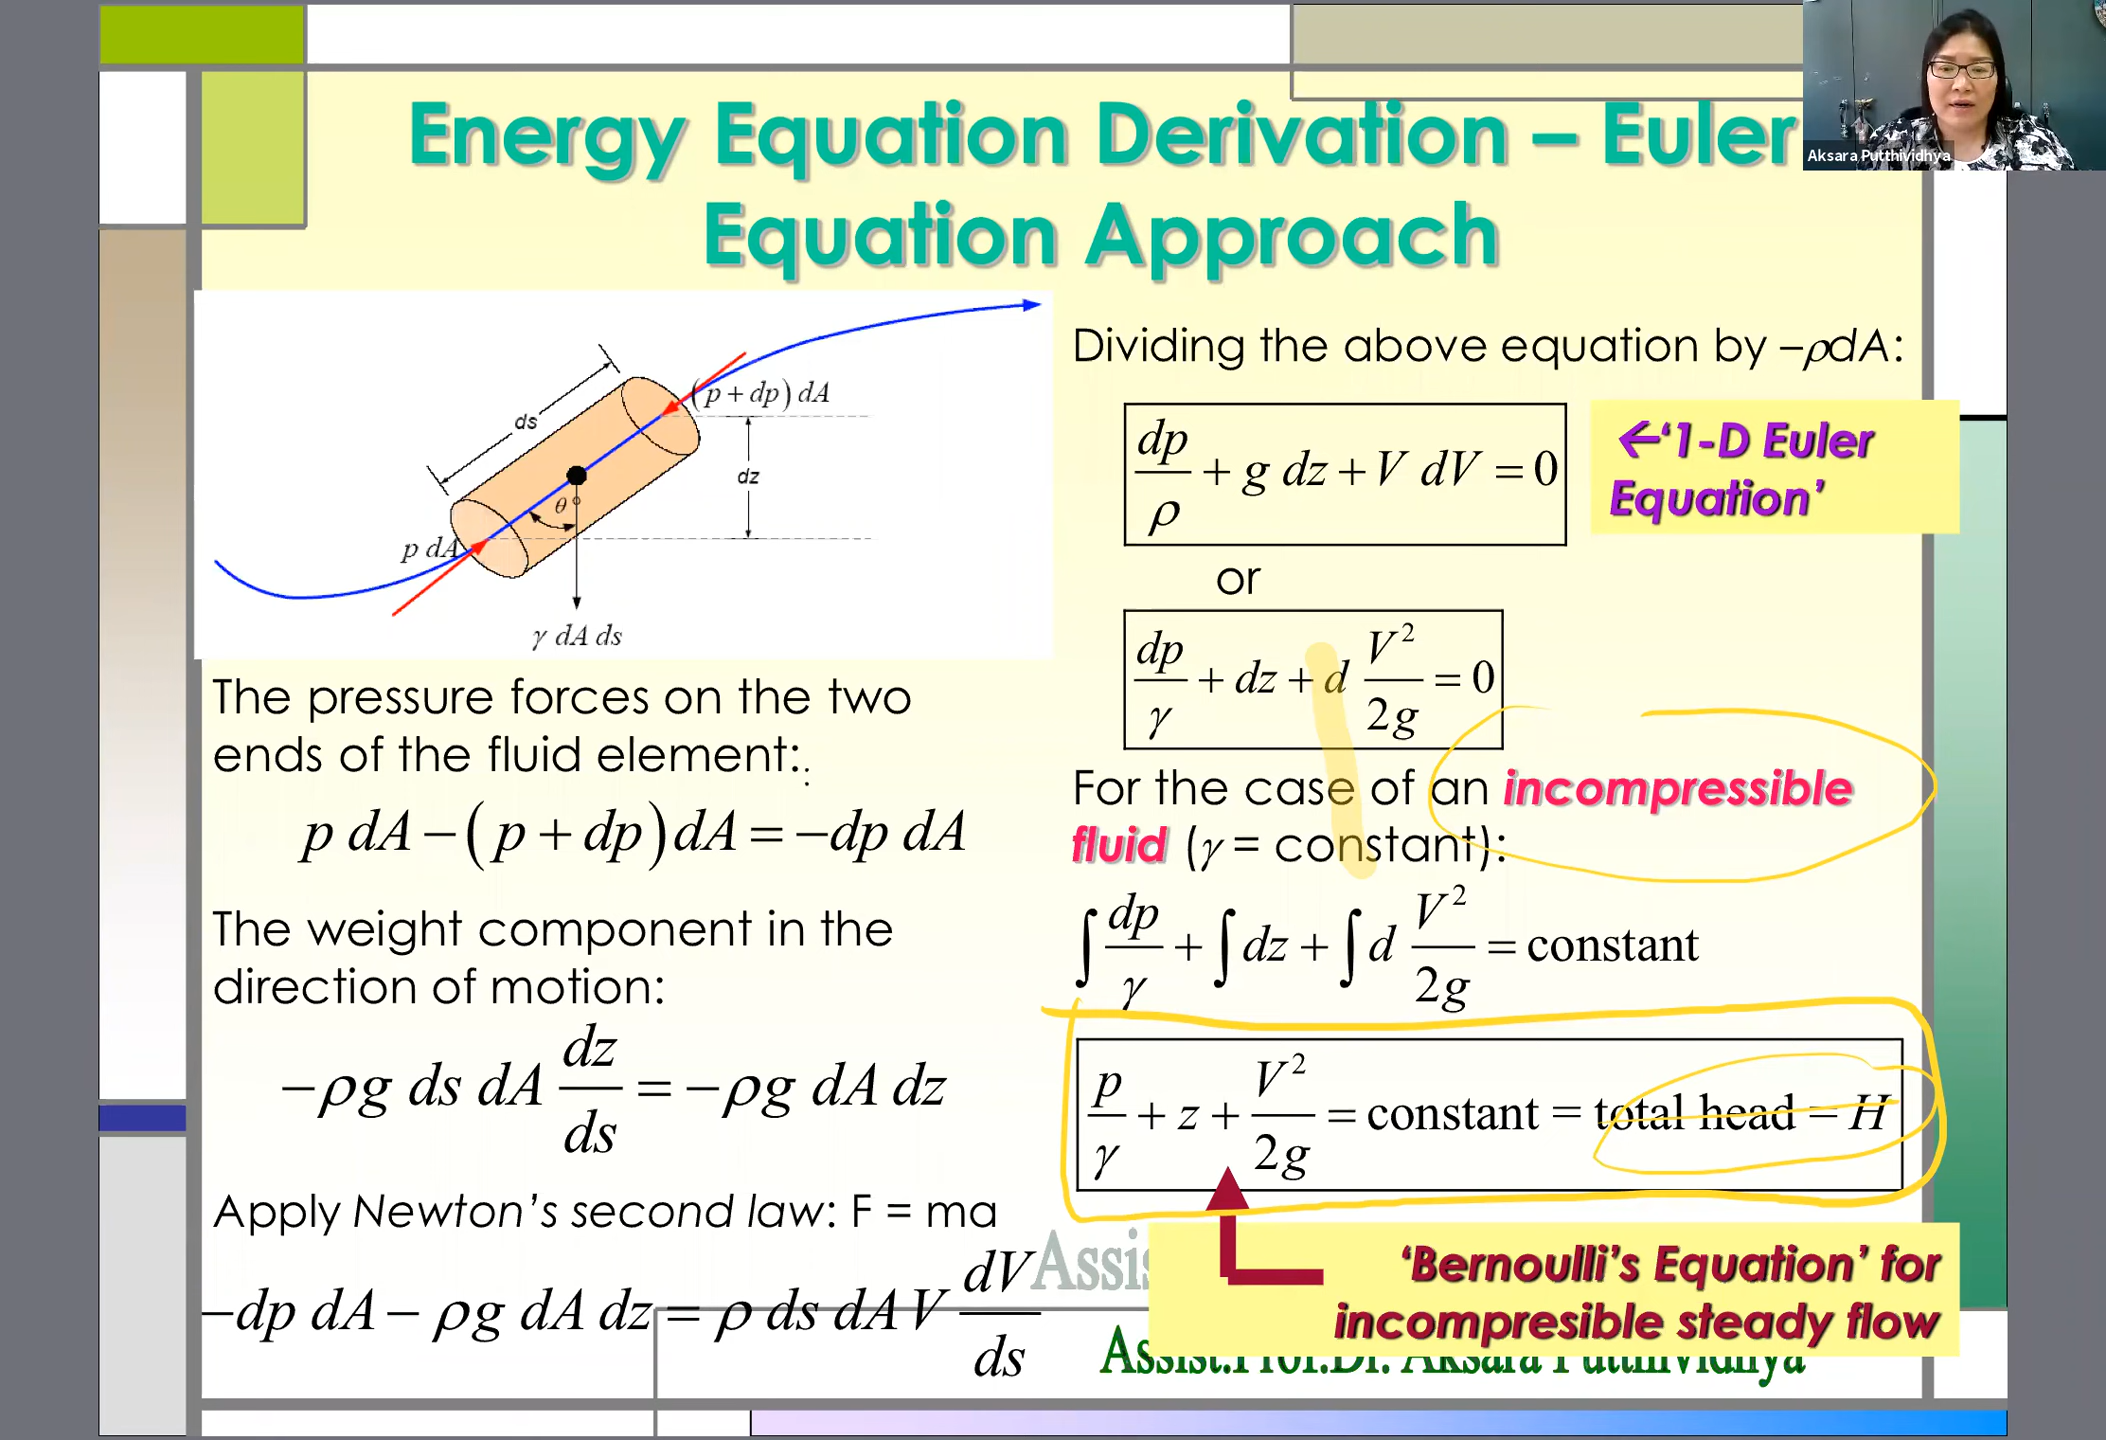 Energy Equation Derivation – Euler
Equation Approach
Aksara Putthividhya
(p + dp) dA
ds
dz
θ
p dA
γ dA ds
The pressure forces on the two
ends of the fluid element:.
p dA − (p + dp) dA = −dp dA
The weight component in the
direction of motion:
−ρg ds dA dz/ds = −ρg dA dz
Apply Newton's second law: F = ma
−dp dA − ρg dA dz = ρ ds dA V dV/ds
Dividing the above equation by −ρdA:
dp/ρ + g dz + V dV = 0
←'1-D Euler
Equation'
or
dp/γ + dz + d V²/2g = 0
For the case of an incompressible
fluid (γ = constant):
∫ dp/γ + ∫ dz + ∫ d V²/2g = constant
p/γ + z + V²/2g = constant = total head = H
'Bernoulli's Equation' for
incompresible steady flow
Assis
Assist.Prof.Dr. Aksara Putthividhya